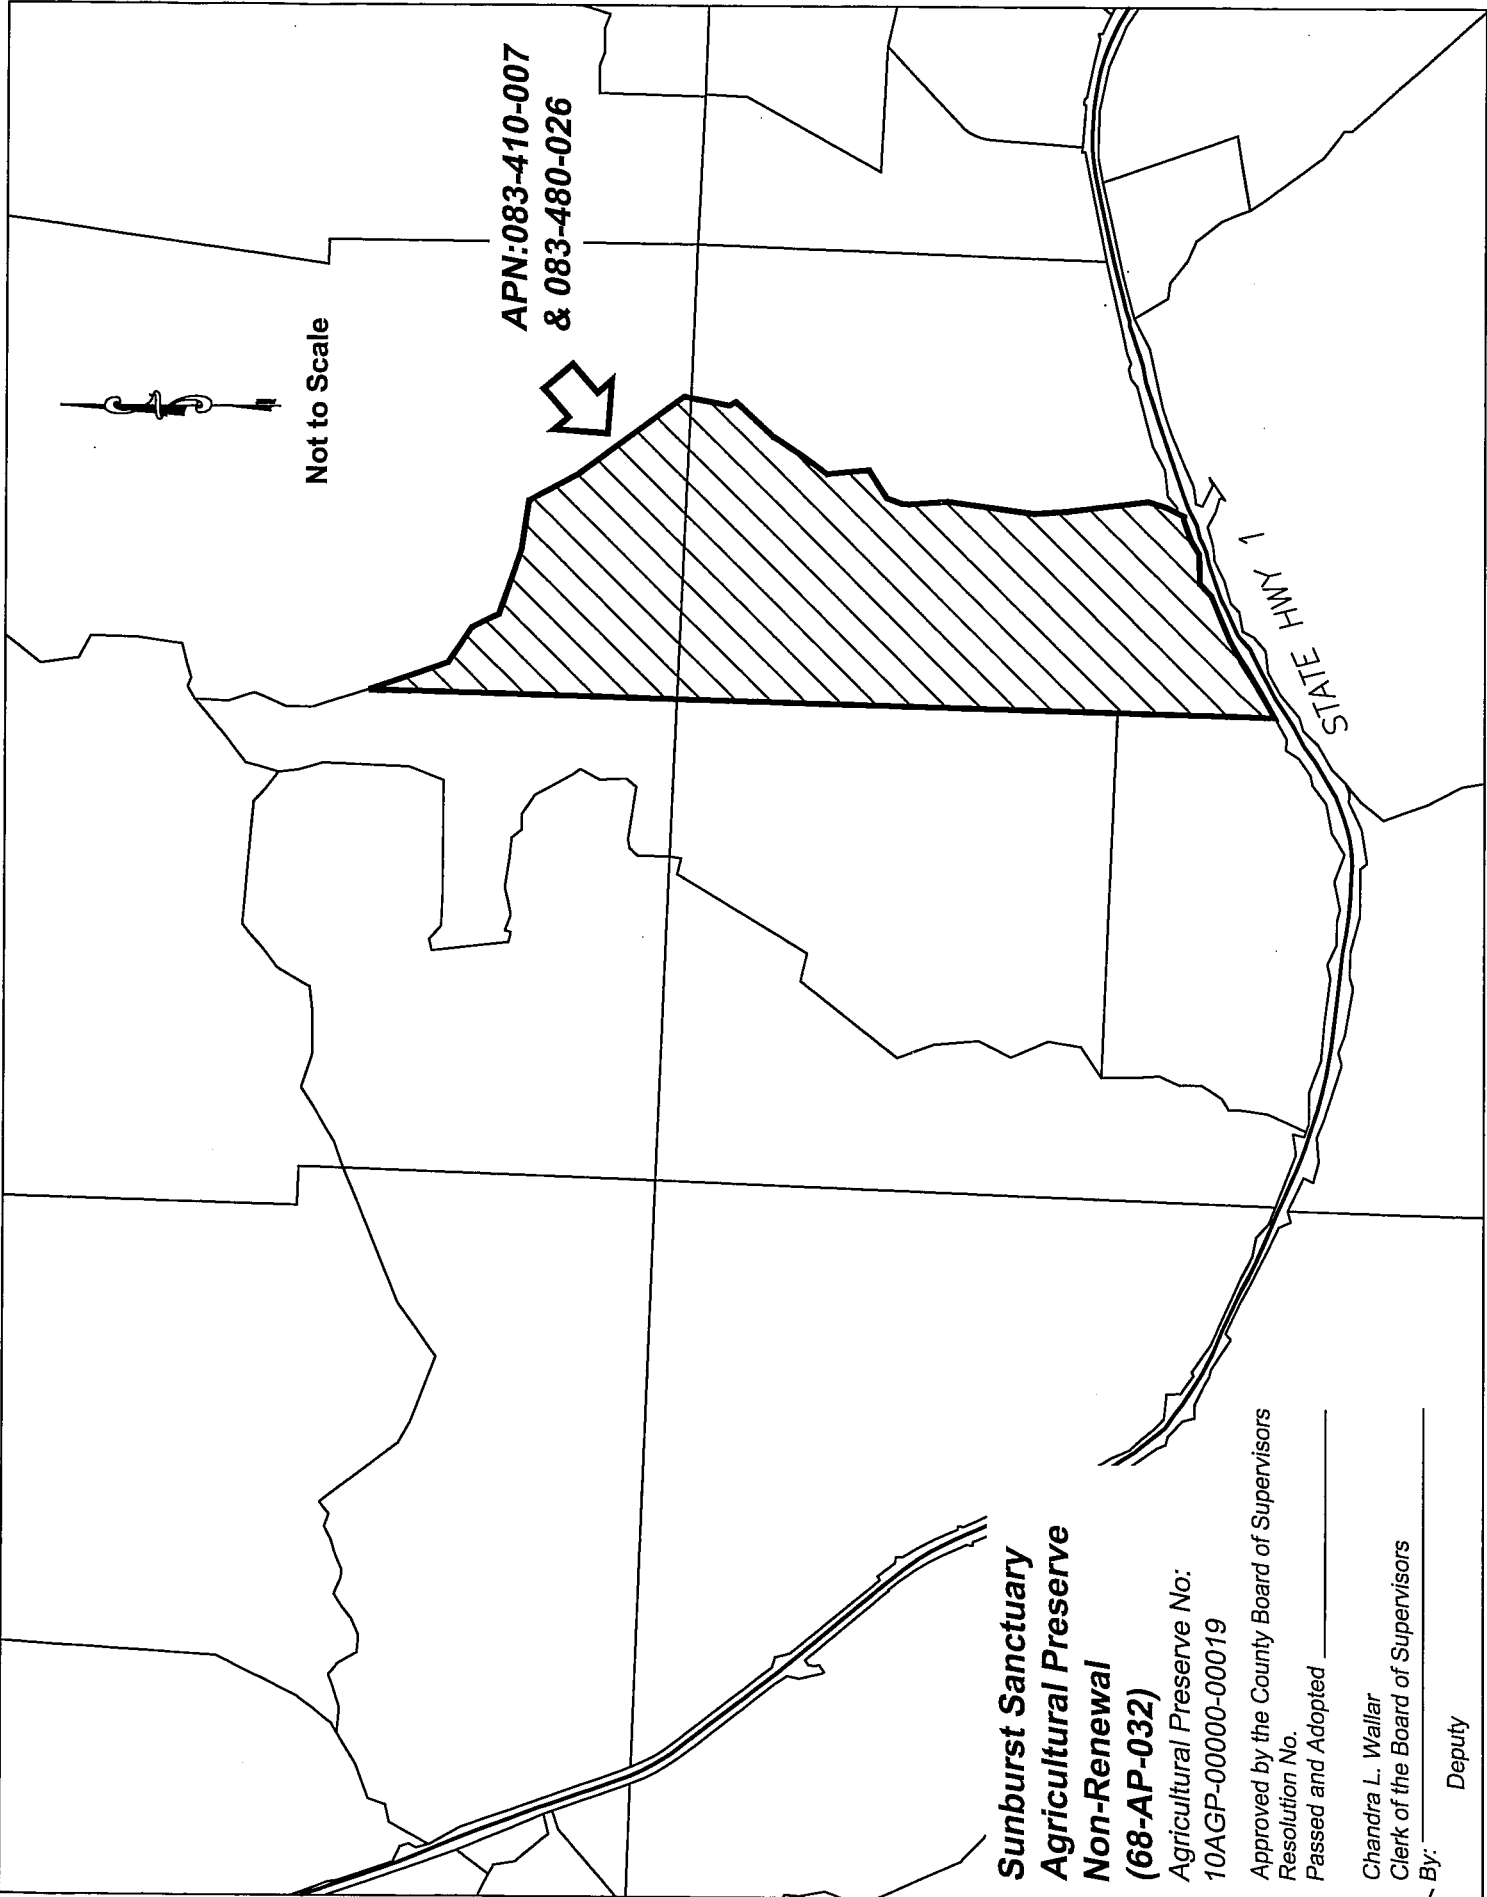 Not to Scale
APN:083-410-007
& 083-480-026
STATE HWY 1
Sunburst Sanctuary
Agricultural Preserve
Non-Renewal
(68-AP-032)
Agricultural Preserve No:
10AGP-00000-00019
Approved by the County Board of Supervisors
Resolution No.
Passed and Adopted
Chandra L. Wallar
Clerk of the Board of Supervisors
By:
Deputy